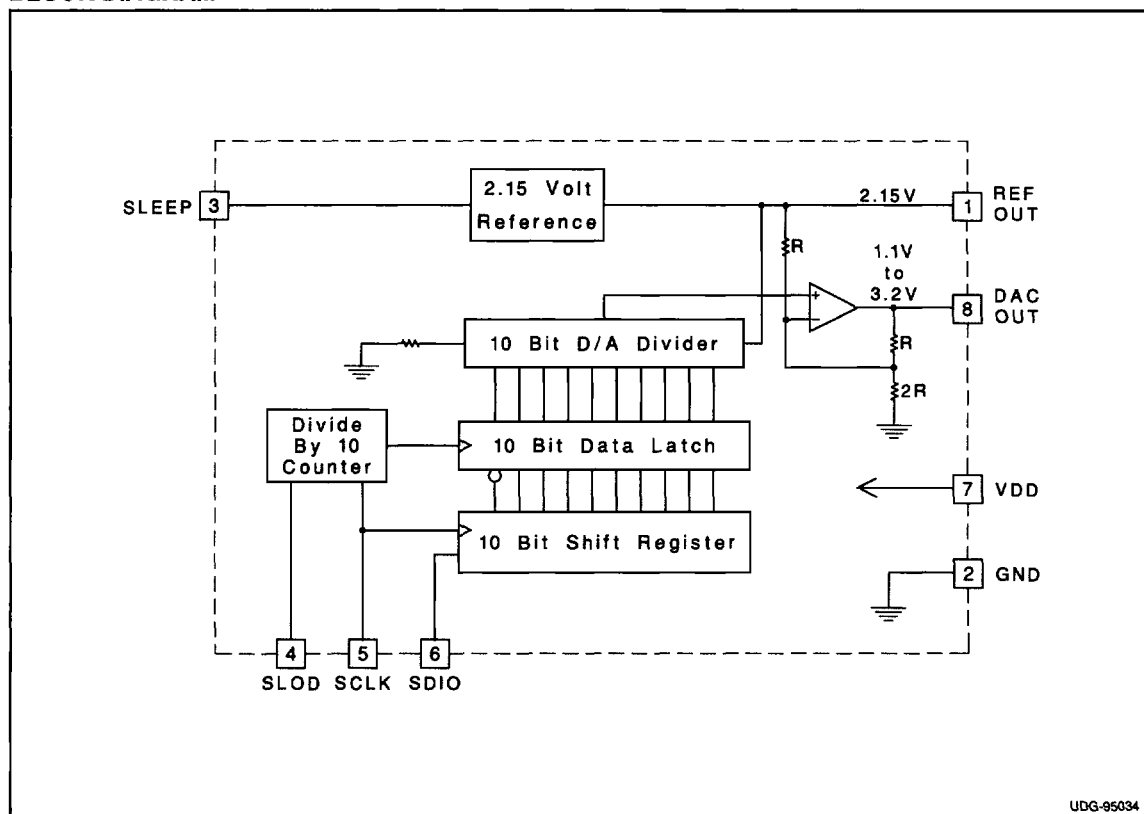 SLEEP
3
2.15 Volt
Reference
2.15V
1
REF
OUT
R
1.1V
to
3.2V
+
−
8
DAC
OUT
10 Bit D/A Divider
R
2R
Divide
By 10
Counter
10 Bit Data Latch
7
VDD
10 Bit Shift Register
2
GND
4
5
6
SLOD
SCLK
SDIO
UDG-95034